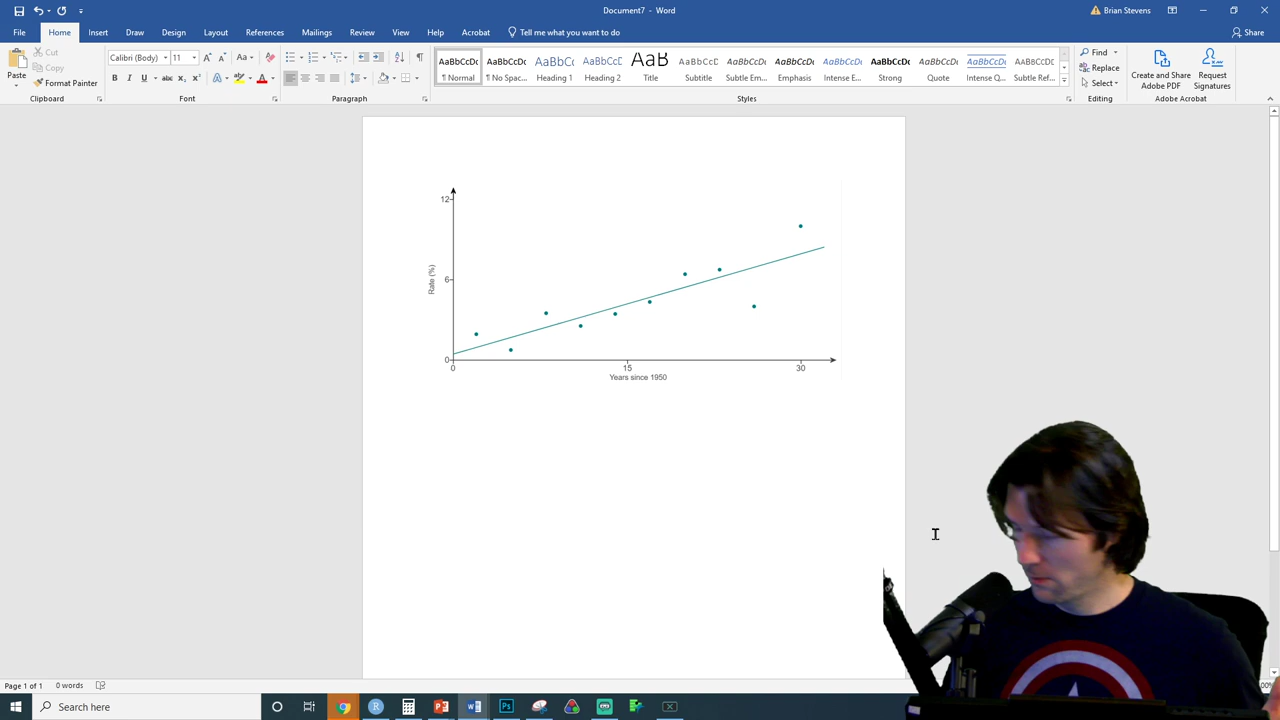 Document7 - Word
Brian Stevens
File Home Insert Draw Design Layout References Mailings Review View Help Acrobat Tell me what you want to do Share
Paste
Cut
Copy
Format Painter
Clipboard
Calibri (Body) 11
Font
Paragraph
AaBbCcDc ¶ Normal
AaBbCcDc ¶ No Spac...
AaBbC( Heading 1
AaBbCcC Heading 2
AaB Title
AaBbCcD Subtitle
AaBbCcDc Subtle Em...
AaBbCcDc Emphasis
AaBbCcDc Intense E...
AaBbCcDc Strong
AaBbCcDc Quote
AaBbCcDc Intense Q...
AaBbCcDc Subtle Ref...
Styles
Find
Replace
Select
Editing
Create and Share Adobe PDF
Request Signatures
Adobe Acrobat
12
6
0
Rate (%)
0 15 30
Years since 1950
Page 1 of 1 0 words
Search here